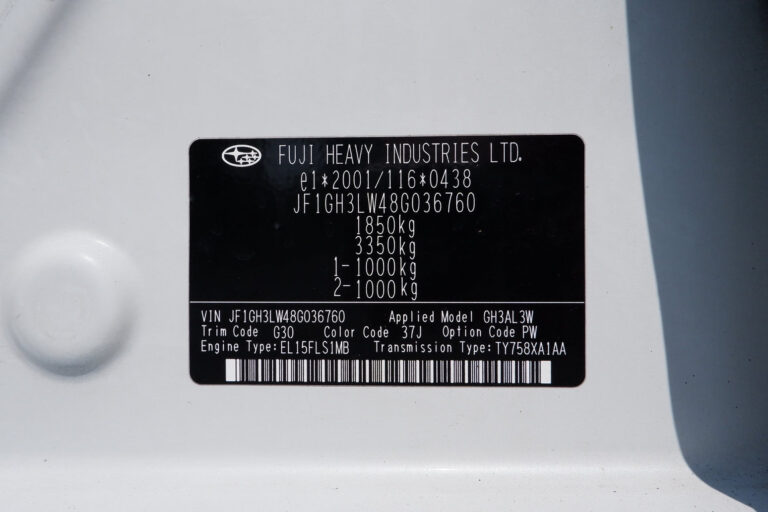 FUJI HEAVY INDUSTRIES LTD.
e1*2001/116*0438
JF1GH3LW48G036760
1850kg
3350kg
1-1000kg
2-1000kg
VIN JF1GH3LW48G036760 Applied Model GH3AL3W
Trim Code G30 Color Code 37J Option Code PW
Engine Type:EL15FLS1MB Transmission Type:TY758XA1AA